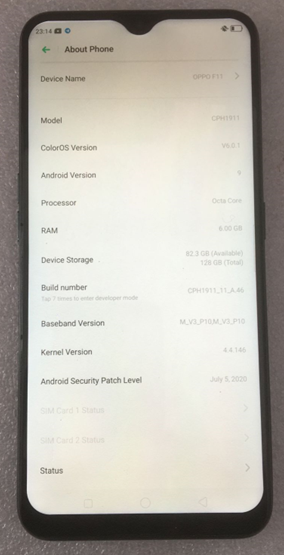 23:14
About Phone
Device Name OPPO F11
Model CPH1911
ColorOS Version V6.0.1
Android Version 9
Processor Octa Core
RAM 8.00 GB
Device Storage 82.3 GB (Available)
128 GB (Total)
Build number CPH1911_11_A.46
Tap 7 times to enter developer mode
Baseband Version M_V3_P10,M_V3_P10
Kernel Version 4.4.146
Android Security Patch Level July 5, 2020
SIM Card 1 Status
SIM Card 2 Status
Status